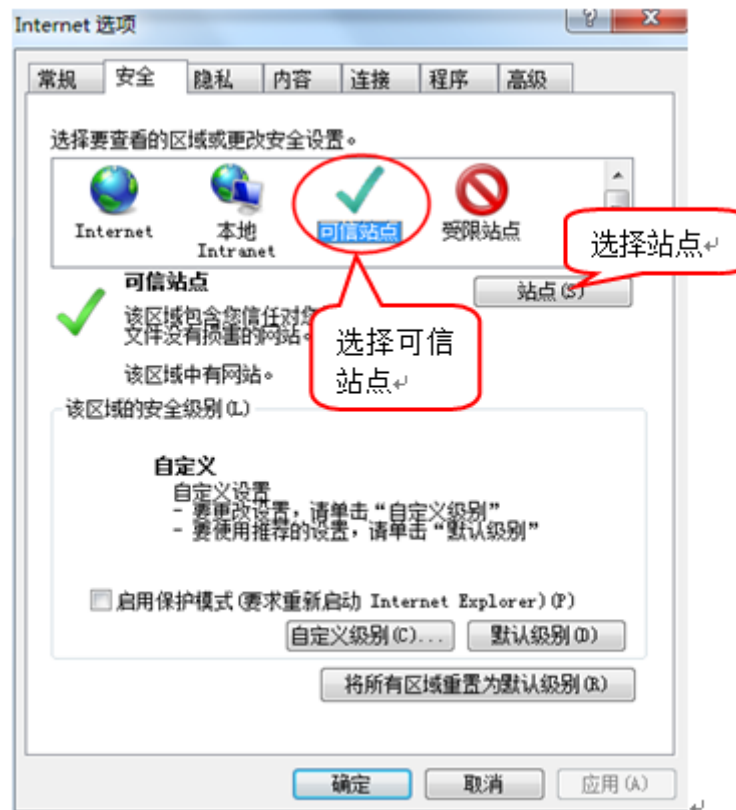 Internet 选项
常规 安全 隐私 内容 连接 程序 高级
选择要查看的区域或更改安全设置。
Internet 本地 Intranet 可信站点 受限站点
选择站点
可信站点
站点(S)
该区域包含您信任对您
文件没有损害的网站。
选择可信
站点
该区域中有网站。
该区域的安全级别(L)
自定义
自定义设置
- 要更改设置，请单击“自定义级别”
- 要使用推荐的设置，请单击“默认级别”
启用保护模式(要求重新启动 Internet Explorer)(P)
自定义级别(C)... 默认级别(D)
将所有区域重置为默认级别(R)
确定 取消 应用(A)